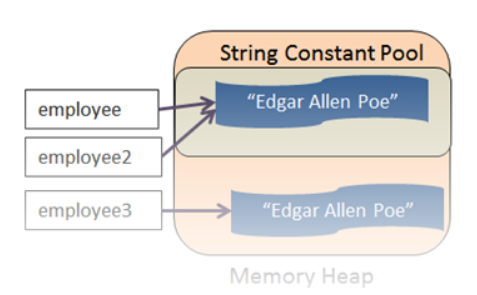 String Constant Pool
employee
"Edgar Allen Poe"
employee2
employee3
"Edgar Allen Poe"
Memory Heap